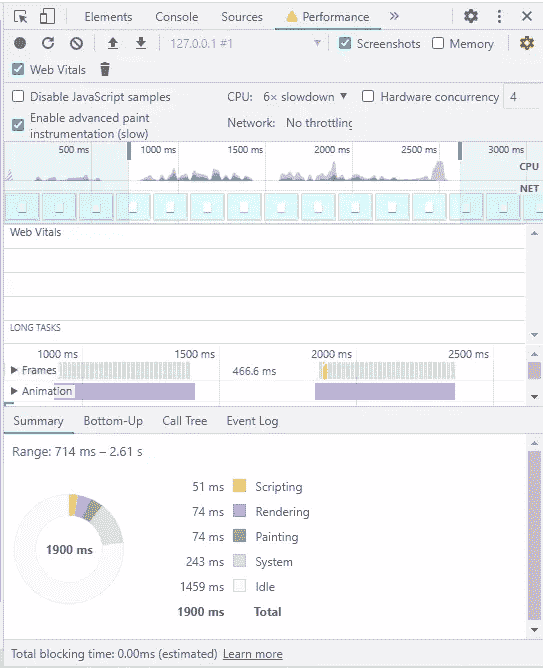 Elements Console Sources Performance »
127.0.0.1 #1 Screenshots Memory
Web Vitals
Disable JavaScript samples CPU: 6× slowdown Hardware concurrency 4
Enable advanced paint
instrumentation (slow) Network: No throttling
500 ms 1000 ms 1500 ms 2000 ms 2500 ms 3000 ms
CPU
NET
Web Vitals
LONG TASKS
1000 ms 1500 ms 2000 ms 2500 ms
Frames 466.6 ms
Animation
Summary Bottom-Up Call Tree Event Log
Range: 714 ms – 2.61 s
51 ms Scripting
74 ms Rendering
1900 ms 74 ms Painting
243 ms System
1459 ms Idle
1900 ms Total
Total blocking time: 0.00ms (estimated) Learn more